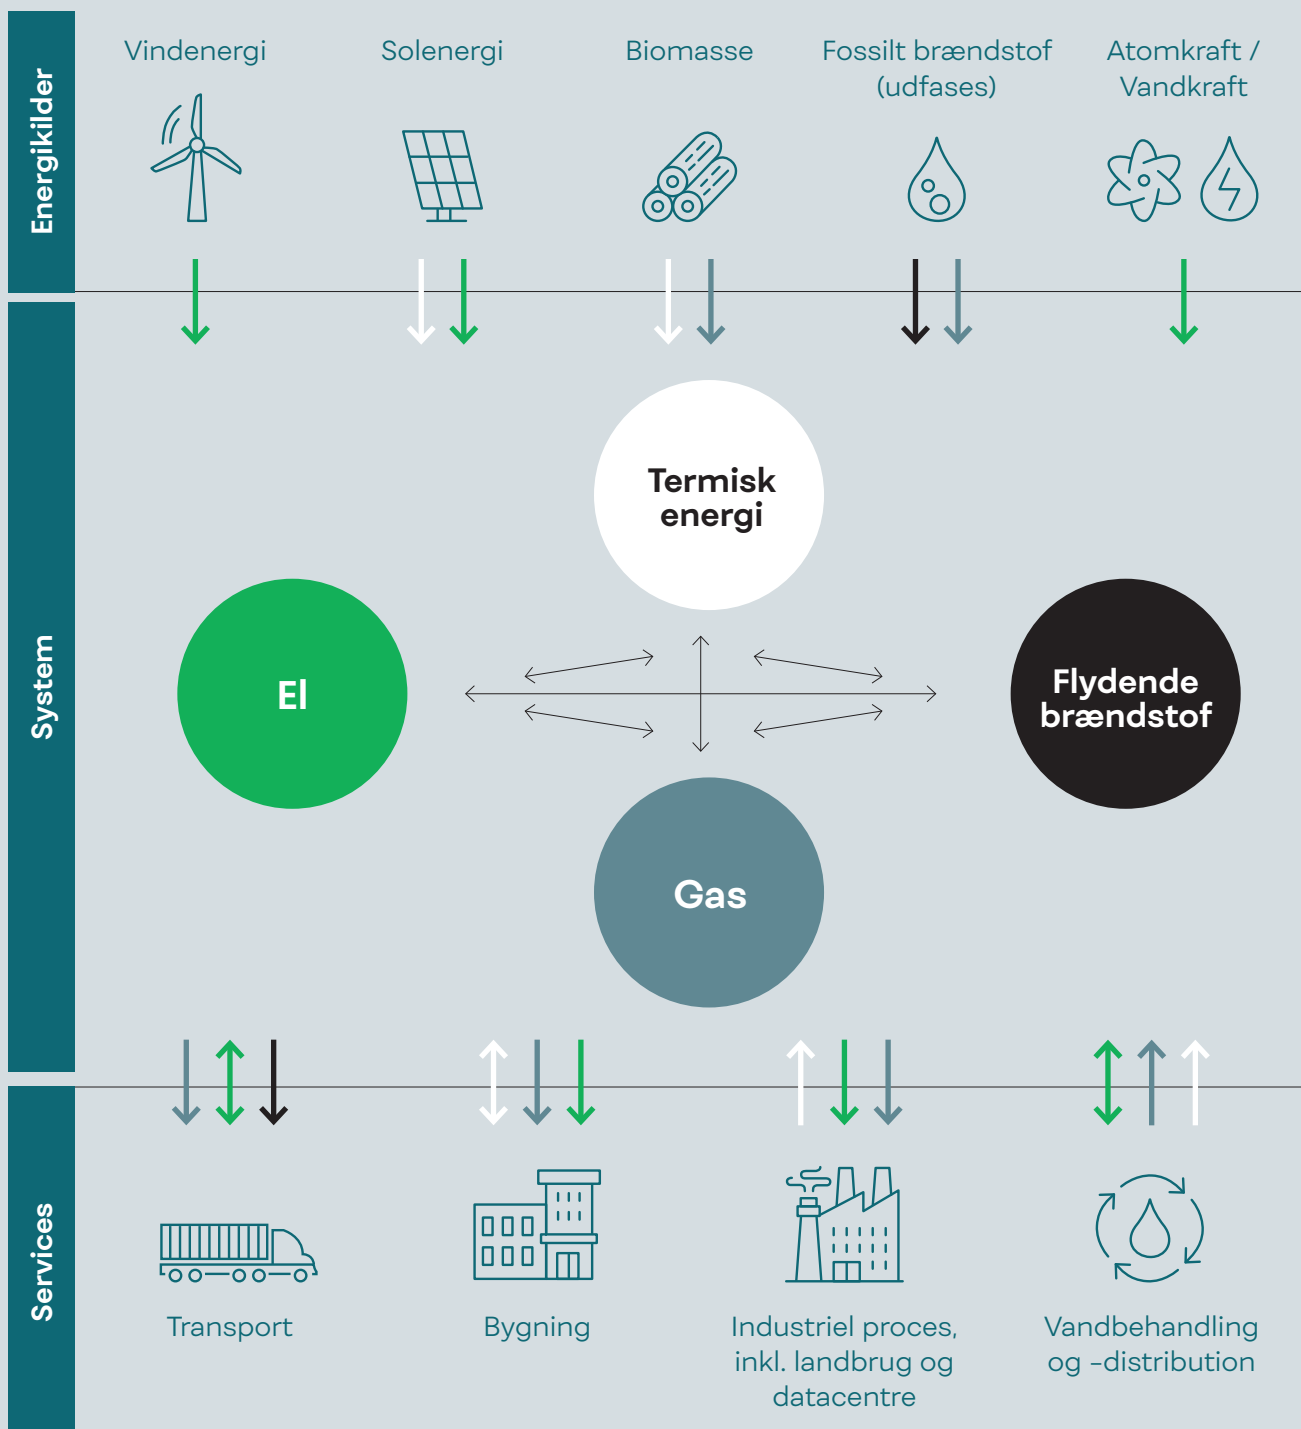 Energikilder
Vindenergi
Solenergi
Biomasse
Fossilt brændstof
(udfases)
Atomkraft /
Vandkraft
System
Termisk
energi
El
Flydende
brændstof
Gas
Services
Transport
Bygning
Industriel proces,
inkl. landbrug og
datacentre
Vandbehandling
og -distribution